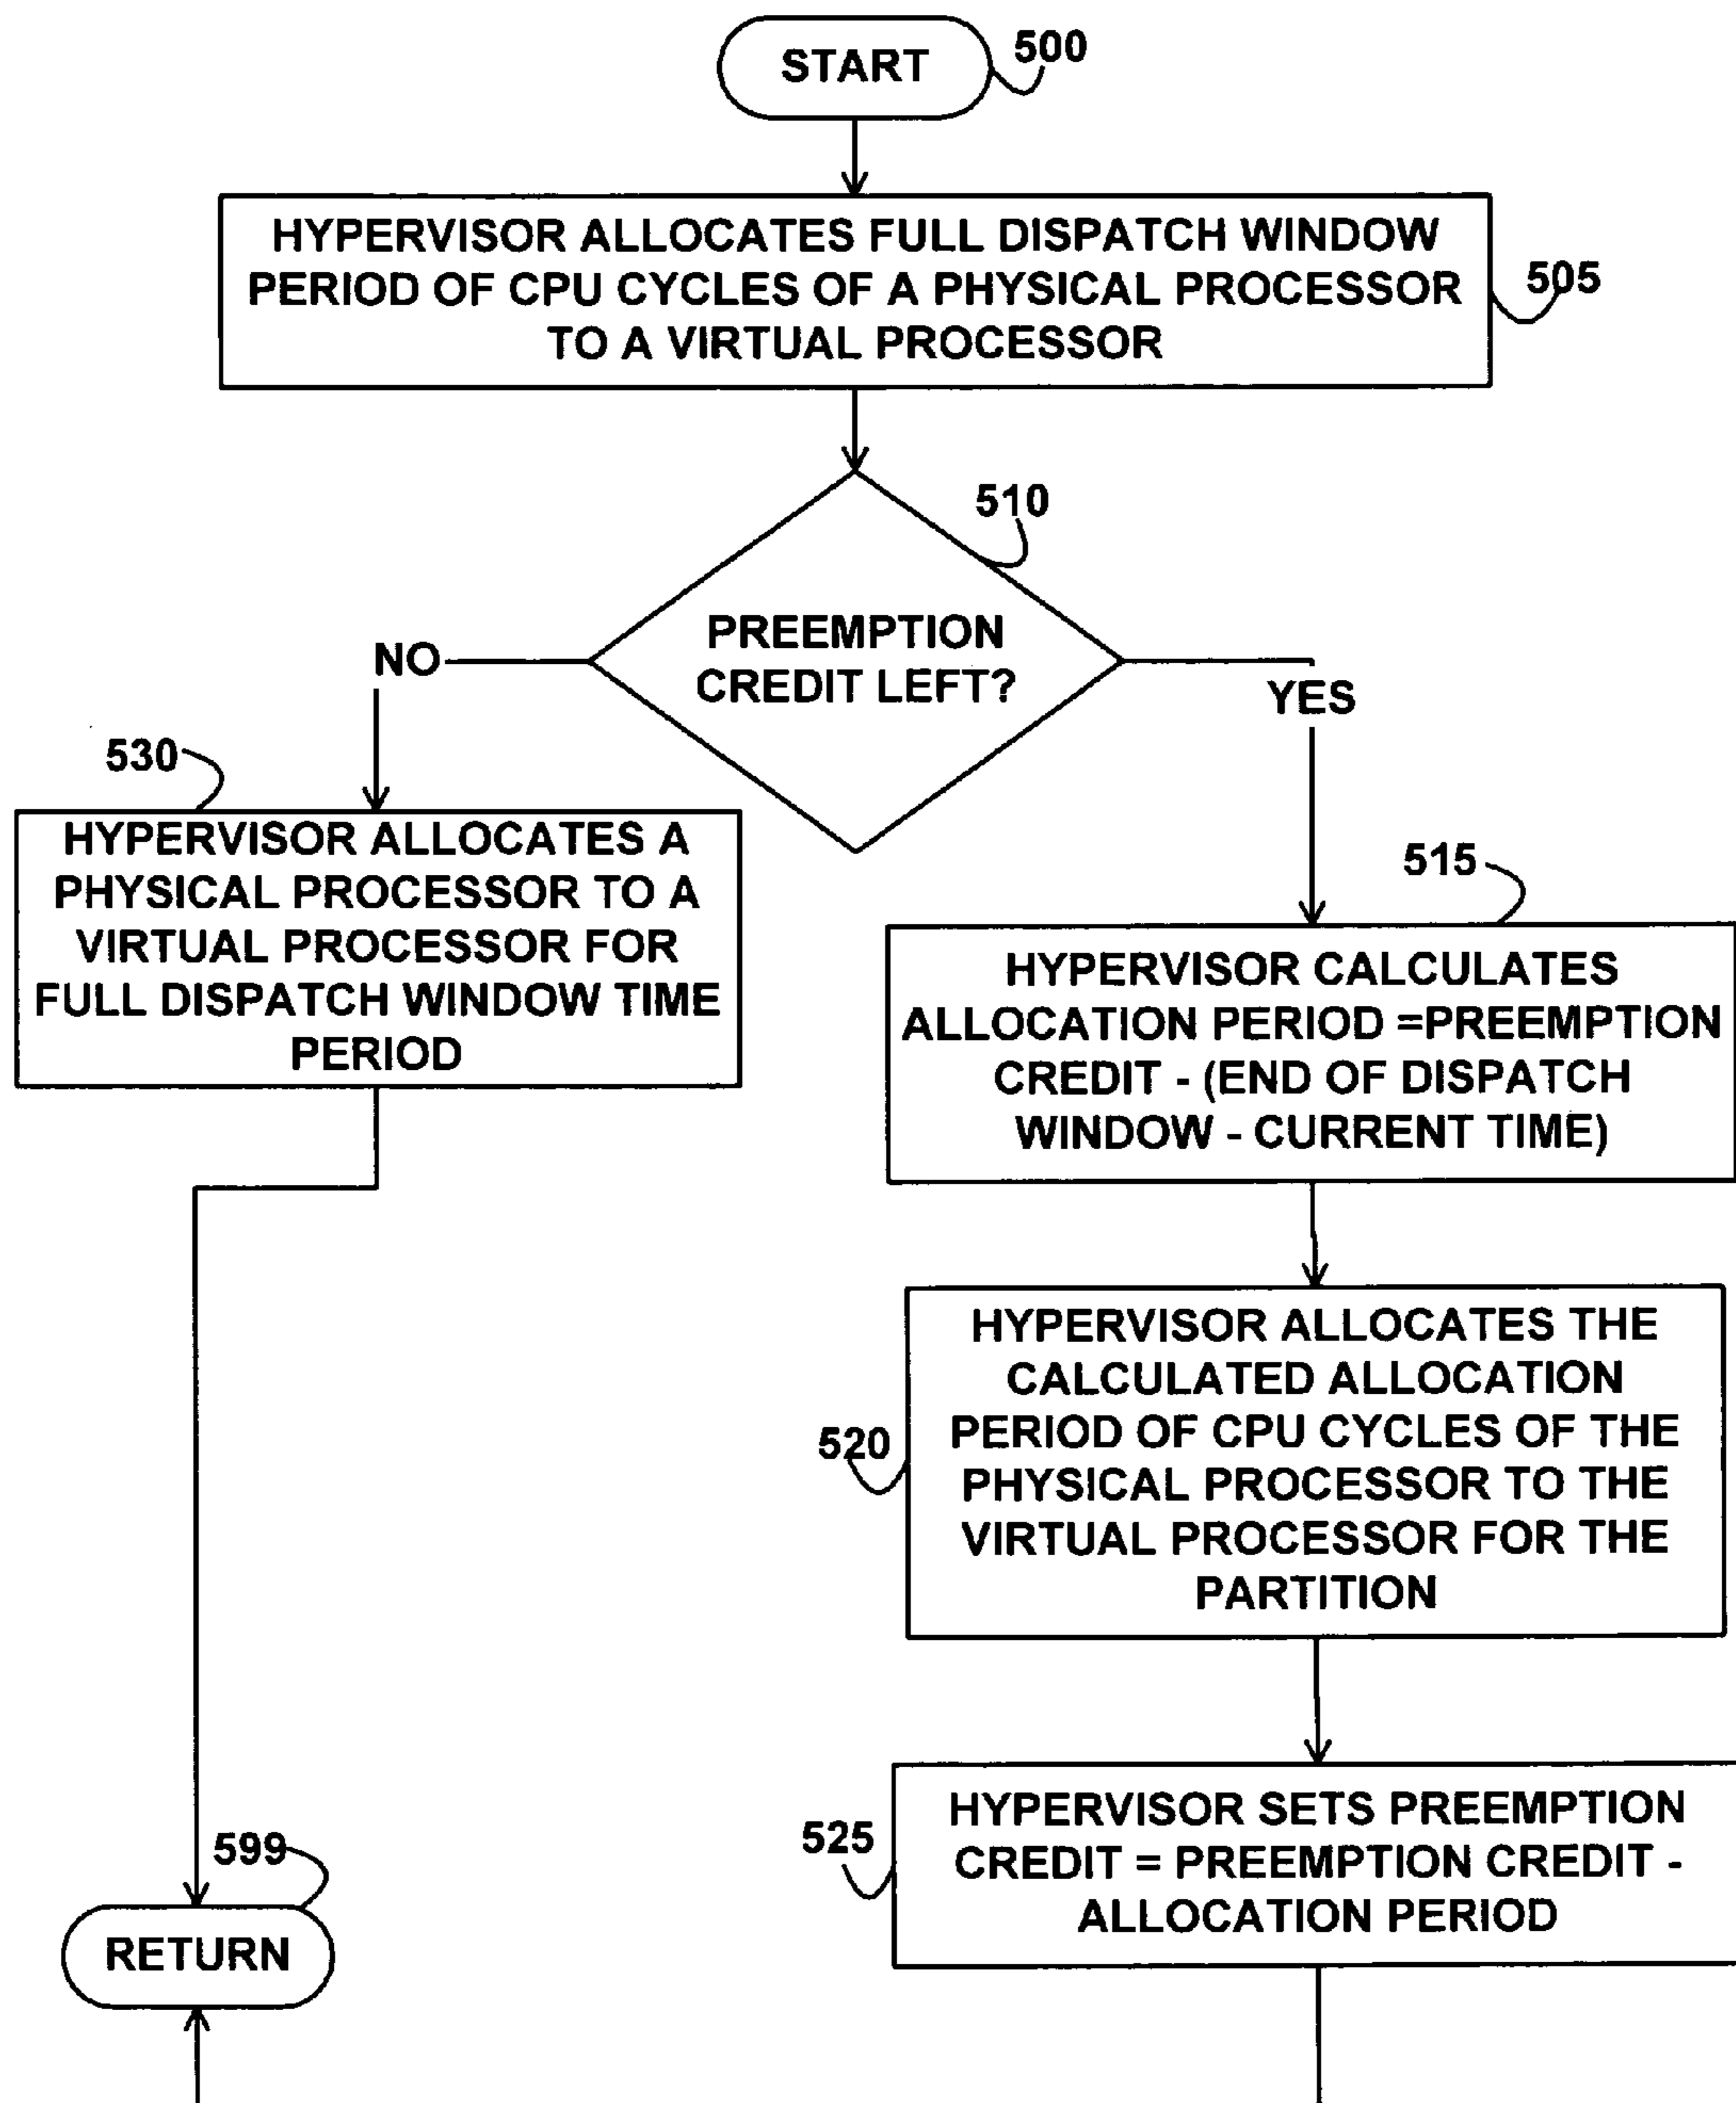 START
500
HYPERVISOR ALLOCATES FULL DISPATCH WINDOW
PERIOD OF CPU CYCLES OF A PHYSICAL PROCESSOR
TO A VIRTUAL PROCESSOR
505
510
PREEMPTION
CREDIT LEFT?
NO
YES
530
HYPERVISOR ALLOCATES A
PHYSICAL PROCESSOR TO A
VIRTUAL PROCESSOR FOR
FULL DISPATCH WINDOW TIME
PERIOD
515
HYPERVISOR CALCULATES
ALLOCATION PERIOD =PREEMPTION
CREDIT - (END OF DISPATCH
WINDOW - CURRENT TIME)
520
HYPERVISOR ALLOCATES THE
CALCULATED ALLOCATION
PERIOD OF CPU CYCLES OF THE
PHYSICAL PROCESSOR TO THE
VIRTUAL PROCESSOR FOR THE
PARTITION
525
HYPERVISOR SETS PREEMPTION
CREDIT = PREEMPTION CREDIT -
ALLOCATION PERIOD
599
RETURN